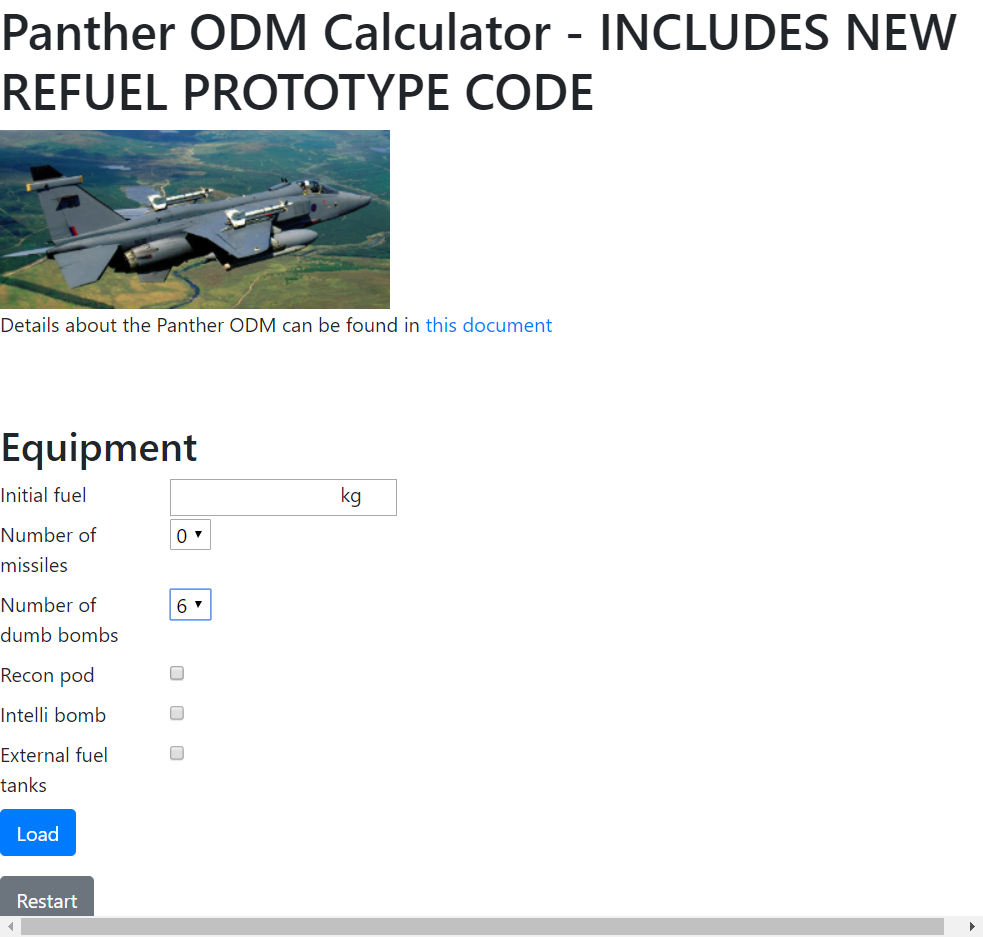 Panther ODM Calculator - INCLUDES NEW
REFUEL PROTOTYPE CODE
Details about the Panther ODM can be found in this document
Equipment
Initial fuel kg
Number of missiles 0
Number of dumb bombs 6
Recon pod
Intelli bomb
External fuel tanks
Load
Restart